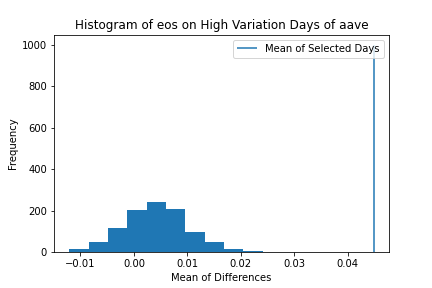 Histogram of eos on High Variation Days of aave
Mean of Selected Days
1000
800
600
400
200
0
Frequency
−0.01 0.00 0.01 0.02 0.03 0.04
Mean of Differences